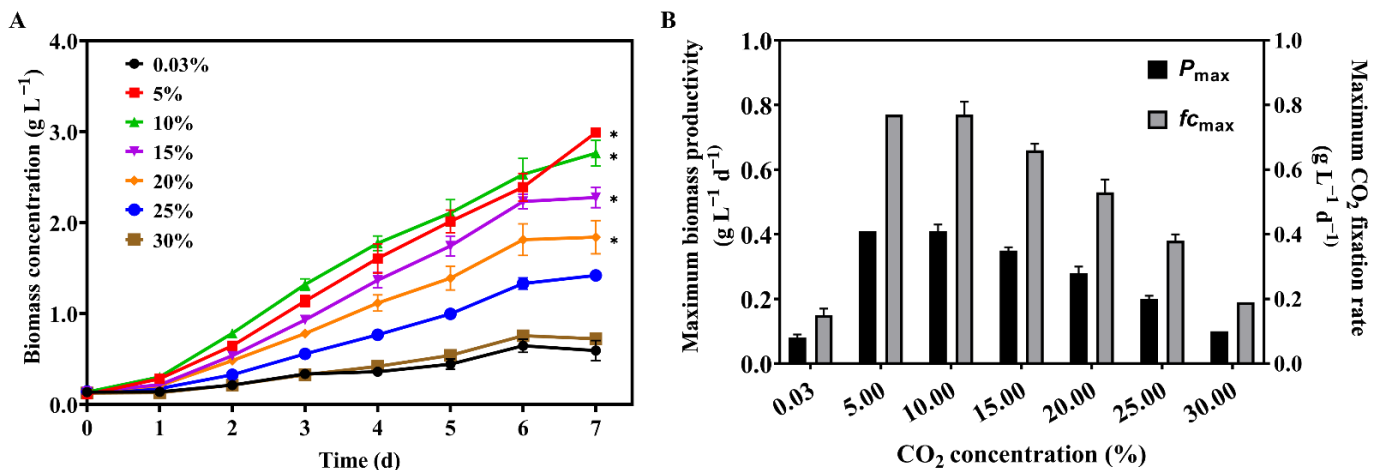 A
Biomass concentration (g L⁻¹)
4.0
3.0
2.0
1.0
0.0
0.03%
5%
10%
15%
20%
25%
30%
*
*
*
*
0 1 2 3 4 5 6 7
Time (d)
B
Maximum biomass productivity
(g L⁻¹ d⁻¹)
1.0
0.8
0.6
0.4
0.2
0.0
Pmax
fcmax
1.0
0.8
0.6
0.4
0.2
0.0
Maximum CO₂ fixation rate
(g L⁻¹ d⁻¹)
0.03 5.00 10.00 15.00 20.00 25.00 30.00
CO₂ concentration (%)